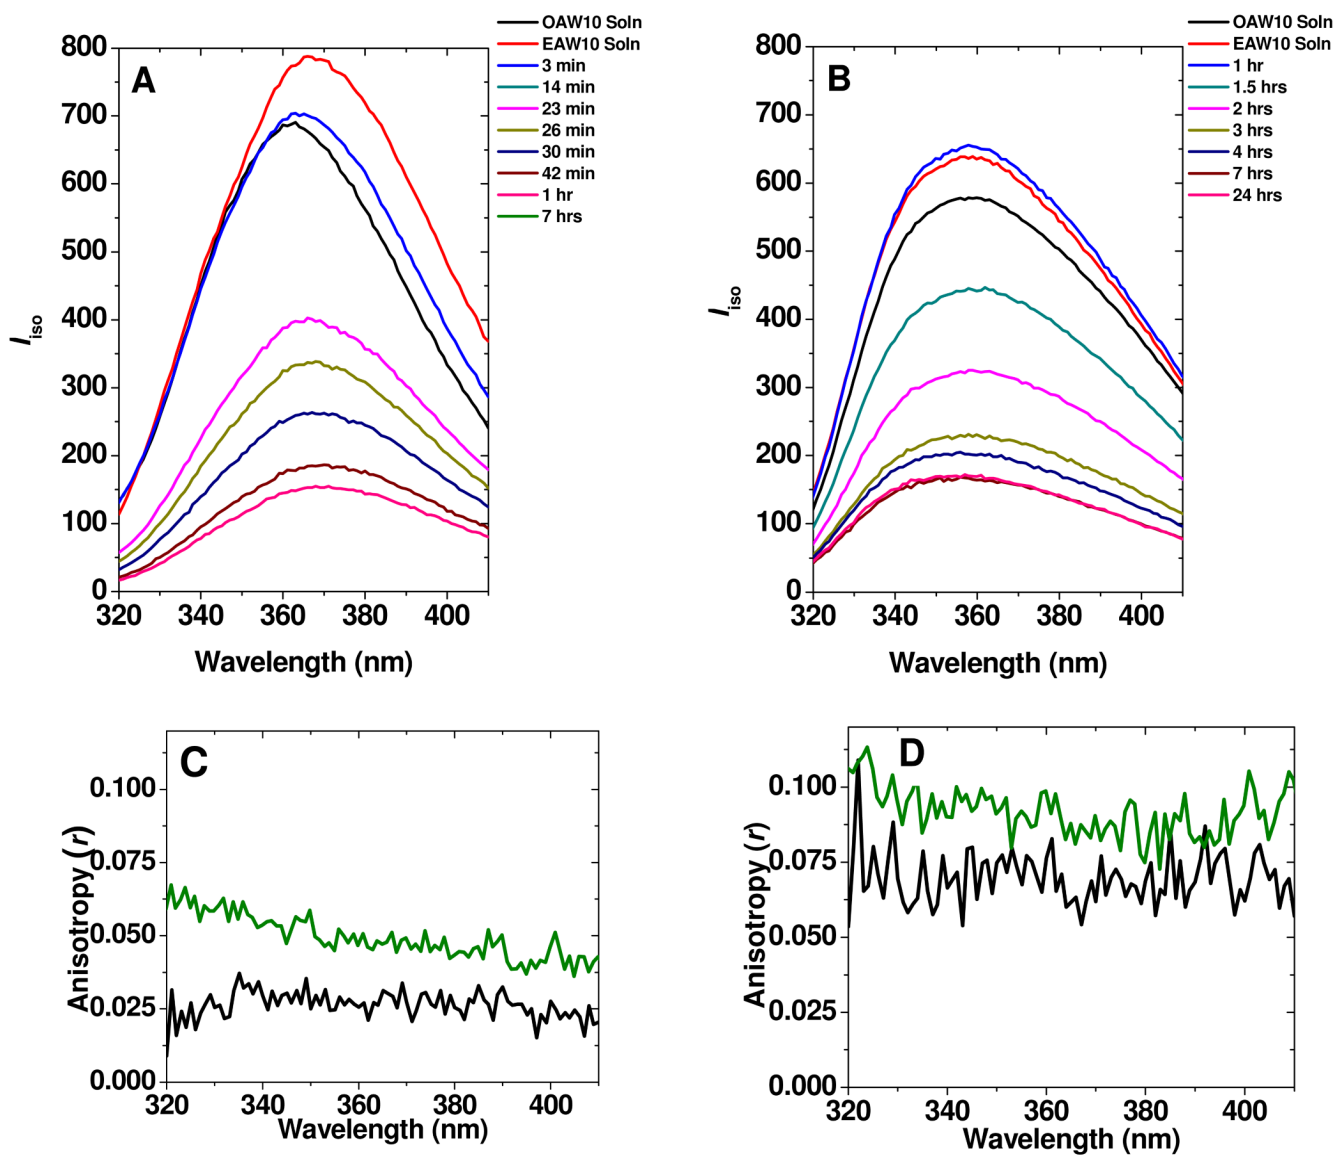 A
OAW10 Soln
EAW10 Soln
3 min
14 min
23 min
26 min
30 min
42 min
1 hr
7 hrs
800
700
600
500
400
300
200
100
0
Iiso
320 340 360 380 400
Wavelength (nm)
B
OAW10 Soln
EAW10 Soln
1 hr
1.5 hrs
2 hrs
3 hrs
4 hrs
7 hrs
24 hrs
800
700
600
500
400
300
200
100
0
Iiso
320 340 360 380 400
Wavelength (nm)
C
0.100
0.075
0.050
0.025
0.000
Anisotropy (r)
320 340 360 380 400
Wavelength (nm)
D
0.100
0.075
0.050
0.025
0.000
Anisotropy (r)
320 340 360 380 400
Wavelength (nm)